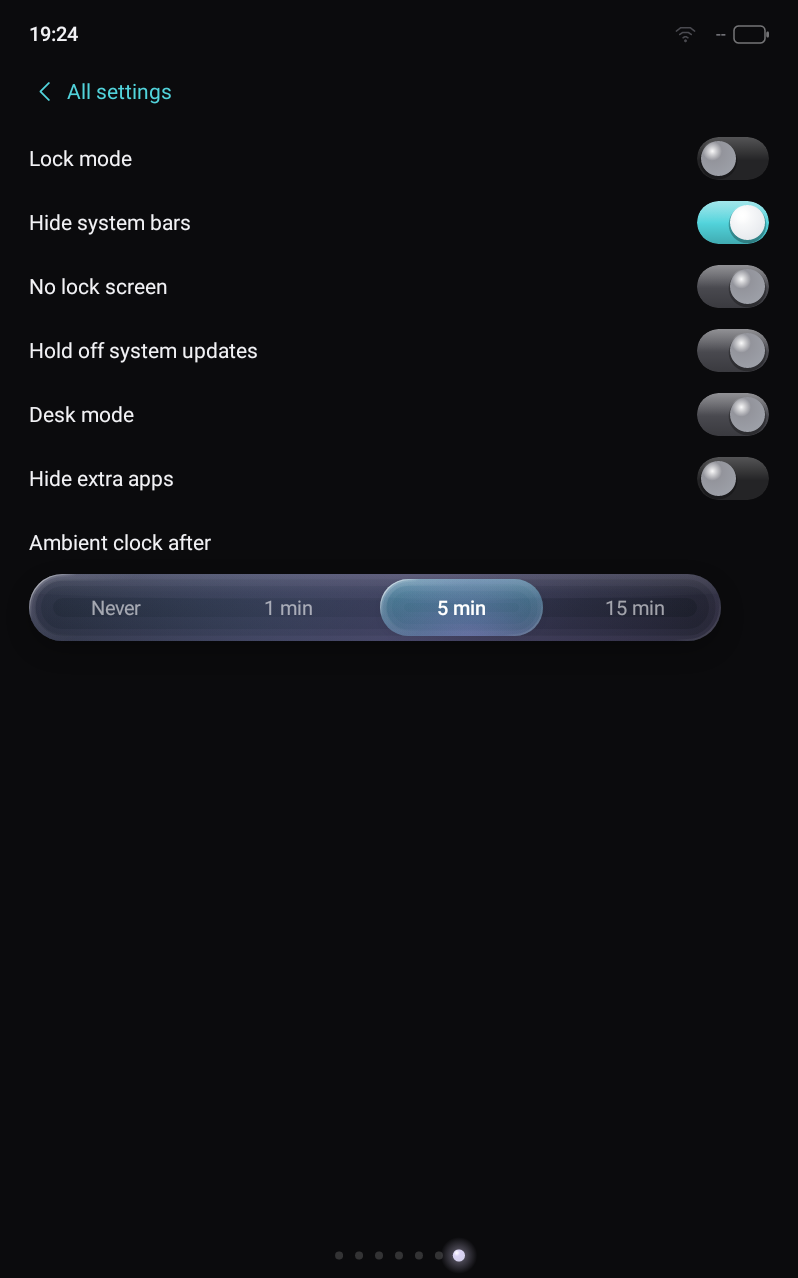 19:24
--
All settings
Lock mode
Hide system bars
No lock screen
Hold off system updates
Desk mode
Hide extra apps
Ambient clock after
Never 1 min 5 min 15 min